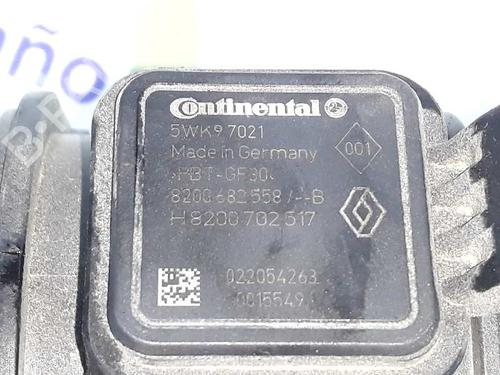 Continental
5WK9 7021
Made in Germany
001
>PBT-GF30<
8200 682 558 /--B
H 8200 702 517
022054263
0015549